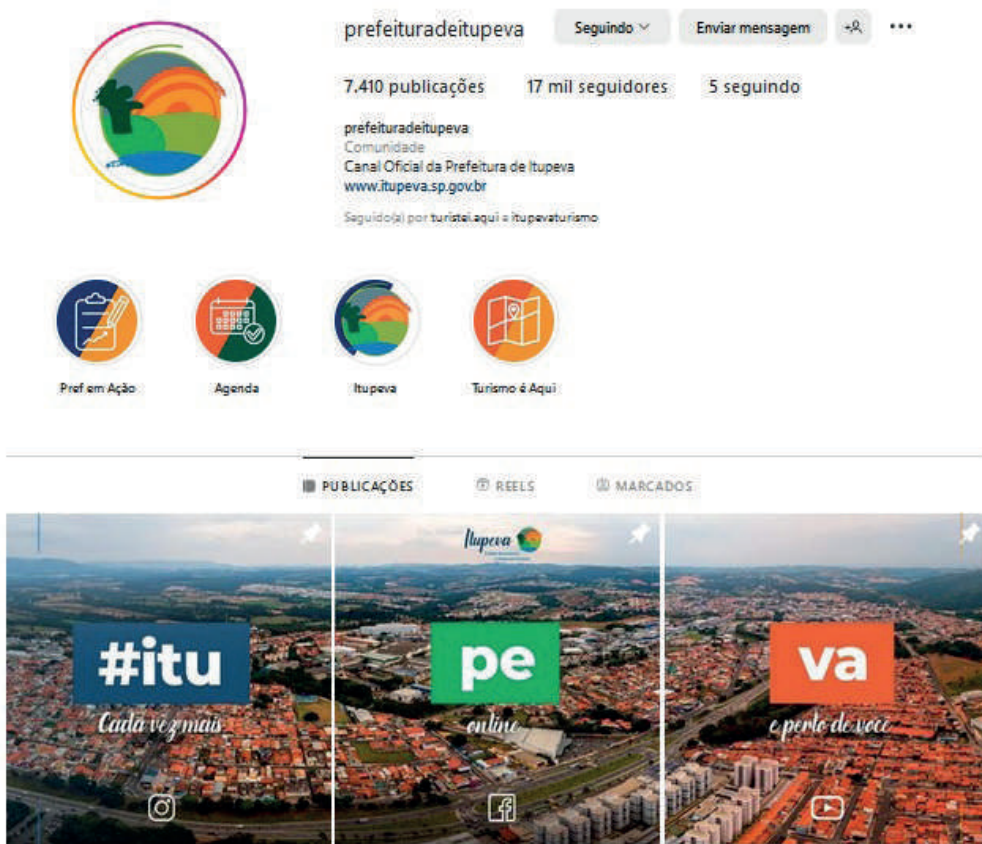 prefeituradeitupeva Seguindo Enviar mensagem
7.410 publicações 17 mil seguidores 5 seguindo
prefeituradeitupeva
Comunidade
Canal Oficial da Prefeitura de Itupeva
www.itupeva.sp.gov.br
Seguido(a) por turistei.aqui e itupevaturismo
Pref em Ação Agenda Itupeva Turismo é Aqui
PUBLICAÇÕES REELS MARCADOS
Itupeva
#itu pe va
Cada vez mais online e perto de você